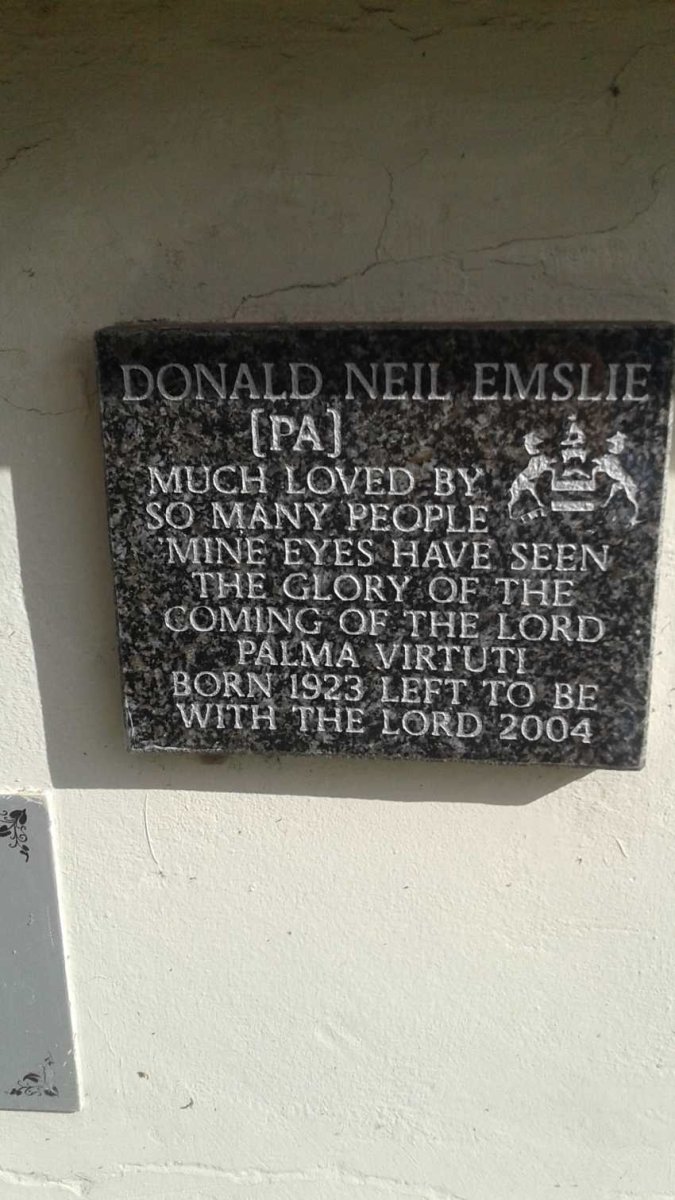 DONALD NEIL EMSLIE
[PA]
MUCH LOVED BY
SO MANY PEOPLE
'MINE EYES HAVE SEEN
THE GLORY OF THE
COMING OF THE LORD
PALMA VIRTUTI
BORN 1923 LEFT TO BE
WITH THE LORD 2004